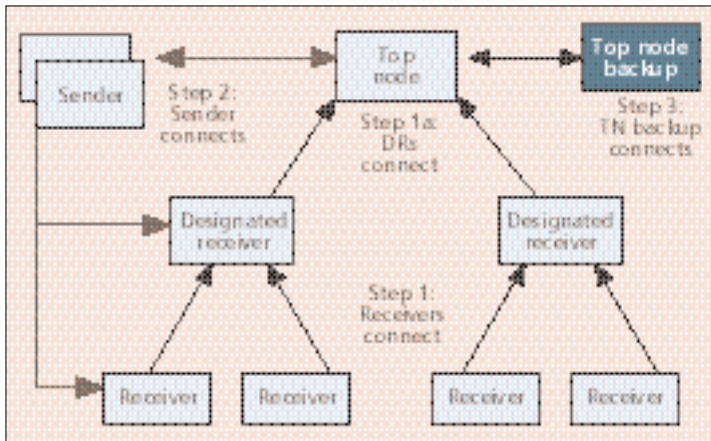 Top
node
Top node
backup
Sender
Step 2:
Sender
connects
Step 1a:
DRs
connect
Step 3:
TN backup
connects
Designated
receiver
Designated
receiver
Step 1:
Receivers
connect
Receiver
Receiver
Receiver
Receiver